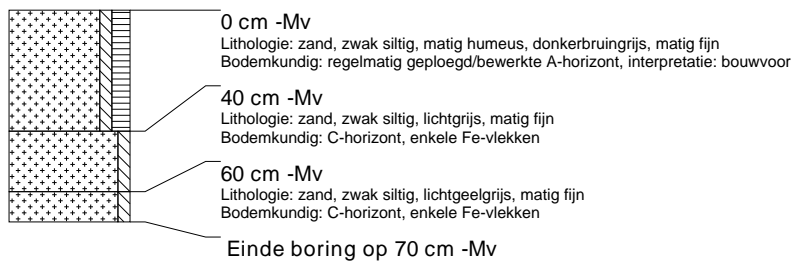 0 cm -Mv
Lithologie: zand, zwak siltig, matig humeus, donkerbruingrijs, matig fijn
Bodemkundig: regelmatig geploegd/bewerkte A-horizont, interpretatie: bouwvoor
40 cm -Mv
Lithologie: zand, zwak siltig, lichtgrijs, matig fijn
Bodemkundig: C-horizont, enkele Fe-vlekken
60 cm -Mv
Lithologie: zand, zwak siltig, lichtgeelgrijs, matig fijn
Bodemkundig: C-horizont, enkele Fe-vlekken
Einde boring op 70 cm -Mv